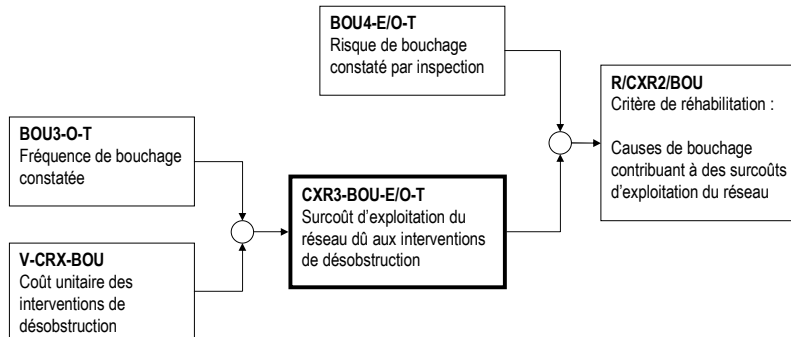 BOU4-E/O-T
Risque de bouchage
constaté par inspection
R/CXR2/BOU
Critère de réhabilitation :
Causes de bouchage
contribuant à des surcoûts
d'exploitation du réseau
BOU3-O-T
Fréquence de bouchage
constatée
CXR3-BOU-E/O-T
Surcoût d'exploitation du
réseau dû aux interventions
de désobstruction
V-CRX-BOU
Coût unitaire des
interventions de
désobstruction